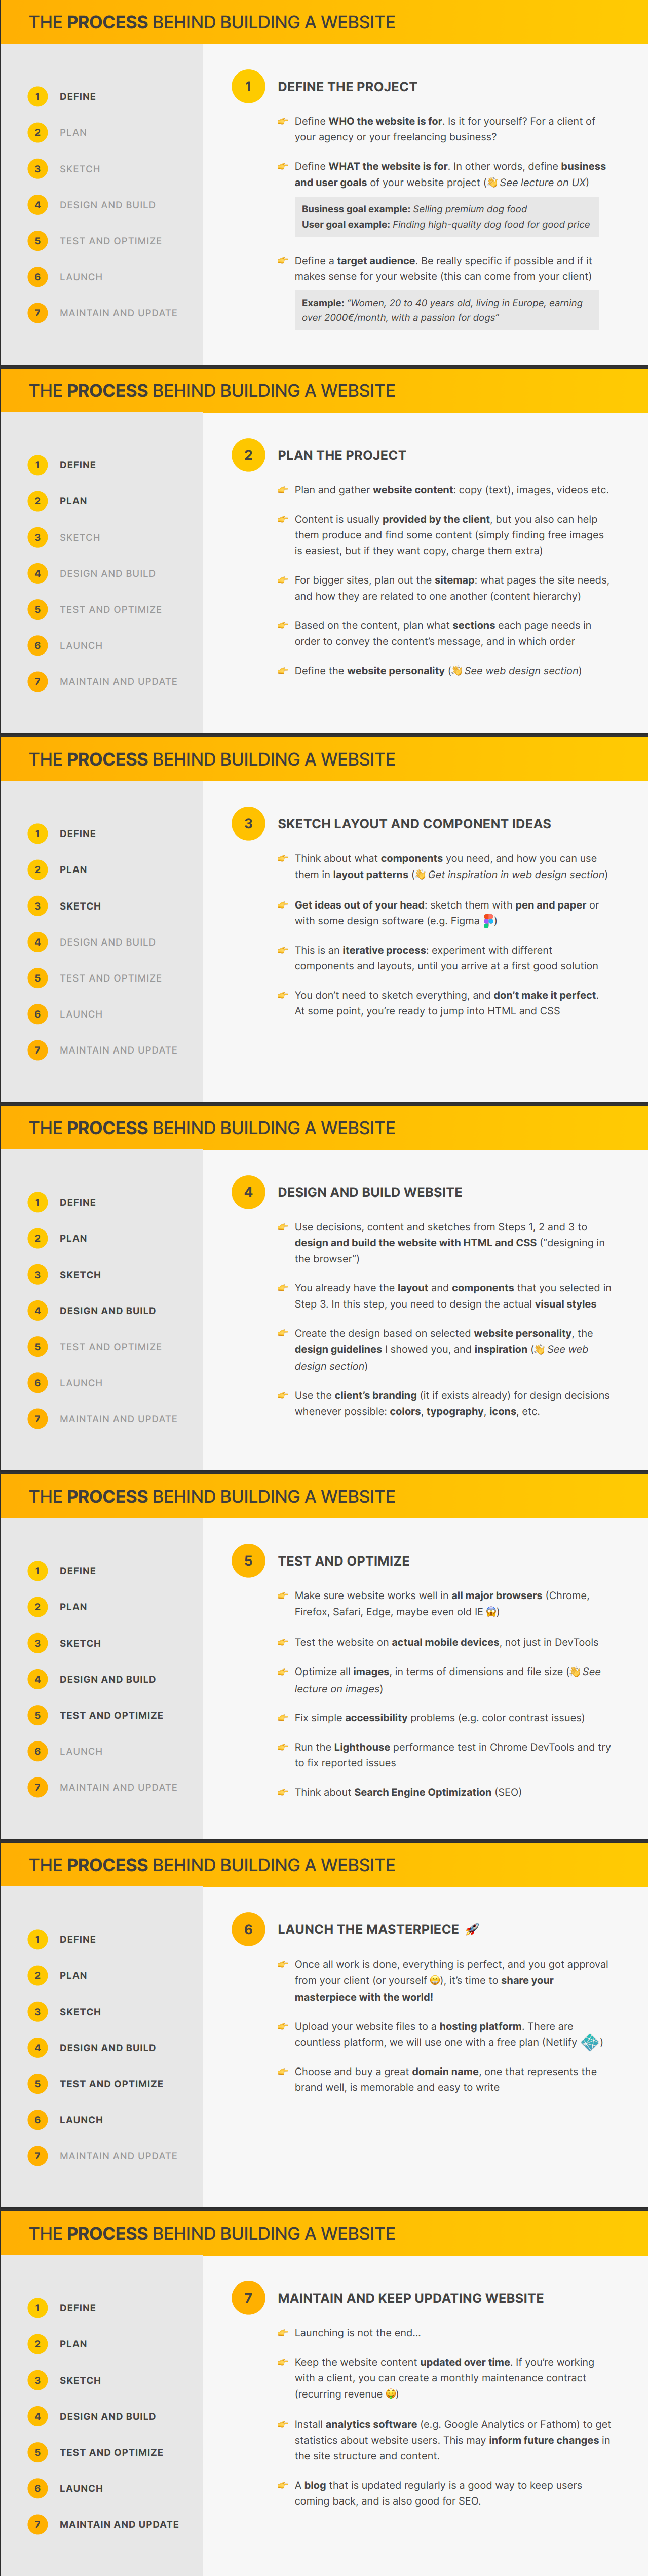 THE PROCESS BEHIND BUILDING A WEBSITE
1 DEFINE
2 PLAN
3 SKETCH
4 DESIGN AND BUILD
5 TEST AND OPTIMIZE
6 LAUNCH
7 MAINTAIN AND UPDATE
1 DEFINE THE PROJECT
👉 Define WHO the website is for. Is it for yourself? For a client of
your agency or your freelancing business?
👉 Define WHAT the website is for. In other words, define business
and user goals of your website project (👋 See lecture on UX)
Business goal example: Selling premium dog food
User goal example: Finding high-quality dog food for good price
👉 Define a target audience. Be really specific if possible and if it
makes sense for your website (this can come from your client)
Example: “Women, 20 to 40 years old, living in Europe, earning
over 2000€/month, with a passion for dogs”
THE PROCESS BEHIND BUILDING A WEBSITE
1 DEFINE
2 PLAN
3 SKETCH
4 DESIGN AND BUILD
5 TEST AND OPTIMIZE
6 LAUNCH
7 MAINTAIN AND UPDATE
2 PLAN THE PROJECT
👉 Plan and gather website content: copy (text), images, videos etc.
👉 Content is usually provided by the client, but you also can help
them produce and find some content (simply finding free images
is easiest, but if they want copy, charge them extra)
👉 For bigger sites, plan out the sitemap: what pages the site needs,
and how they are related to one another (content hierarchy)
👉 Based on the content, plan what sections each page needs in
order to convey the content’s message, and in which order
👉 Define the website personality (👋 See web design section)
THE PROCESS BEHIND BUILDING A WEBSITE
1 DEFINE
2 PLAN
3 SKETCH
4 DESIGN AND BUILD
5 TEST AND OPTIMIZE
6 LAUNCH
7 MAINTAIN AND UPDATE
3 SKETCH LAYOUT AND COMPONENT IDEAS
👉 Think about what components you need, and how you can use
them in layout patterns (👋 Get inspiration in web design section)
👉 Get ideas out of your head: sketch them with pen and paper or
with some design software (e.g. Figma )
👉 This is an iterative process: experiment with different
components and layouts, until you arrive at a first good solution
👉 You don’t need to sketch everything, and don’t make it perfect.
At some point, you’re ready to jump into HTML and CSS
THE PROCESS BEHIND BUILDING A WEBSITE
1 DEFINE
2 PLAN
3 SKETCH
4 DESIGN AND BUILD
5 TEST AND OPTIMIZE
6 LAUNCH
7 MAINTAIN AND UPDATE
4 DESIGN AND BUILD WEBSITE
👉 Use decisions, content and sketches from Steps 1, 2 and 3 to
design and build the website with HTML and CSS (“designing in
the browser”)
👉 You already have the layout and components that you selected in
Step 3. In this step, you need to design the actual visual styles
👉 Create the design based on selected website personality, the
design guidelines I showed you, and inspiration (👋 See web
design section)
👉 Use the client’s branding (it if exists already) for design decisions
whenever possible: colors, typography, icons, etc.
THE PROCESS BEHIND BUILDING A WEBSITE
1 DEFINE
2 PLAN
3 SKETCH
4 DESIGN AND BUILD
5 TEST AND OPTIMIZE
6 LAUNCH
7 MAINTAIN AND UPDATE
5 TEST AND OPTIMIZE
👉 Make sure website works well in all major browsers (Chrome,
Firefox, Safari, Edge, maybe even old IE 😱)
👉 Test the website on actual mobile devices, not just in DevTools
👉 Optimize all images, in terms of dimensions and file size (👋 See
lecture on images)
👉 Fix simple accessibility problems (e.g. color contrast issues)
👉 Run the Lighthouse performance test in Chrome DevTools and try
to fix reported issues
👉 Think about Search Engine Optimization (SEO)
THE PROCESS BEHIND BUILDING A WEBSITE
1 DEFINE
2 PLAN
3 SKETCH
4 DESIGN AND BUILD
5 TEST AND OPTIMIZE
6 LAUNCH
7 MAINTAIN AND UPDATE
6 LAUNCH THE MASTERPIECE 🚀
👉 Once all work is done, everything is perfect, and you got approval
from your client (or yourself 🤭), it’s time to share your
masterpiece with the world!
👉 Upload your website files to a hosting platform. There are
countless platform, we will use one with a free plan (Netlify )
👉 Choose and buy a great domain name, one that represents the
brand well, is memorable and easy to write
THE PROCESS BEHIND BUILDING A WEBSITE
1 DEFINE
2 PLAN
3 SKETCH
4 DESIGN AND BUILD
5 TEST AND OPTIMIZE
6 LAUNCH
7 MAINTAIN AND UPDATE
7 MAINTAIN AND KEEP UPDATING WEBSITE
👉 Launching is not the end…
👉 Keep the website content updated over time. If you’re working
with a client, you can create a monthly maintenance contract
(recurring revenue 🤑)
👉 Install analytics software (e.g. Google Analytics or Fathom) to get
statistics about website users. This may inform future changes in
the site structure and content.
👉 A blog that is updated regularly is a good way to keep users
coming back, and is also good for SEO.